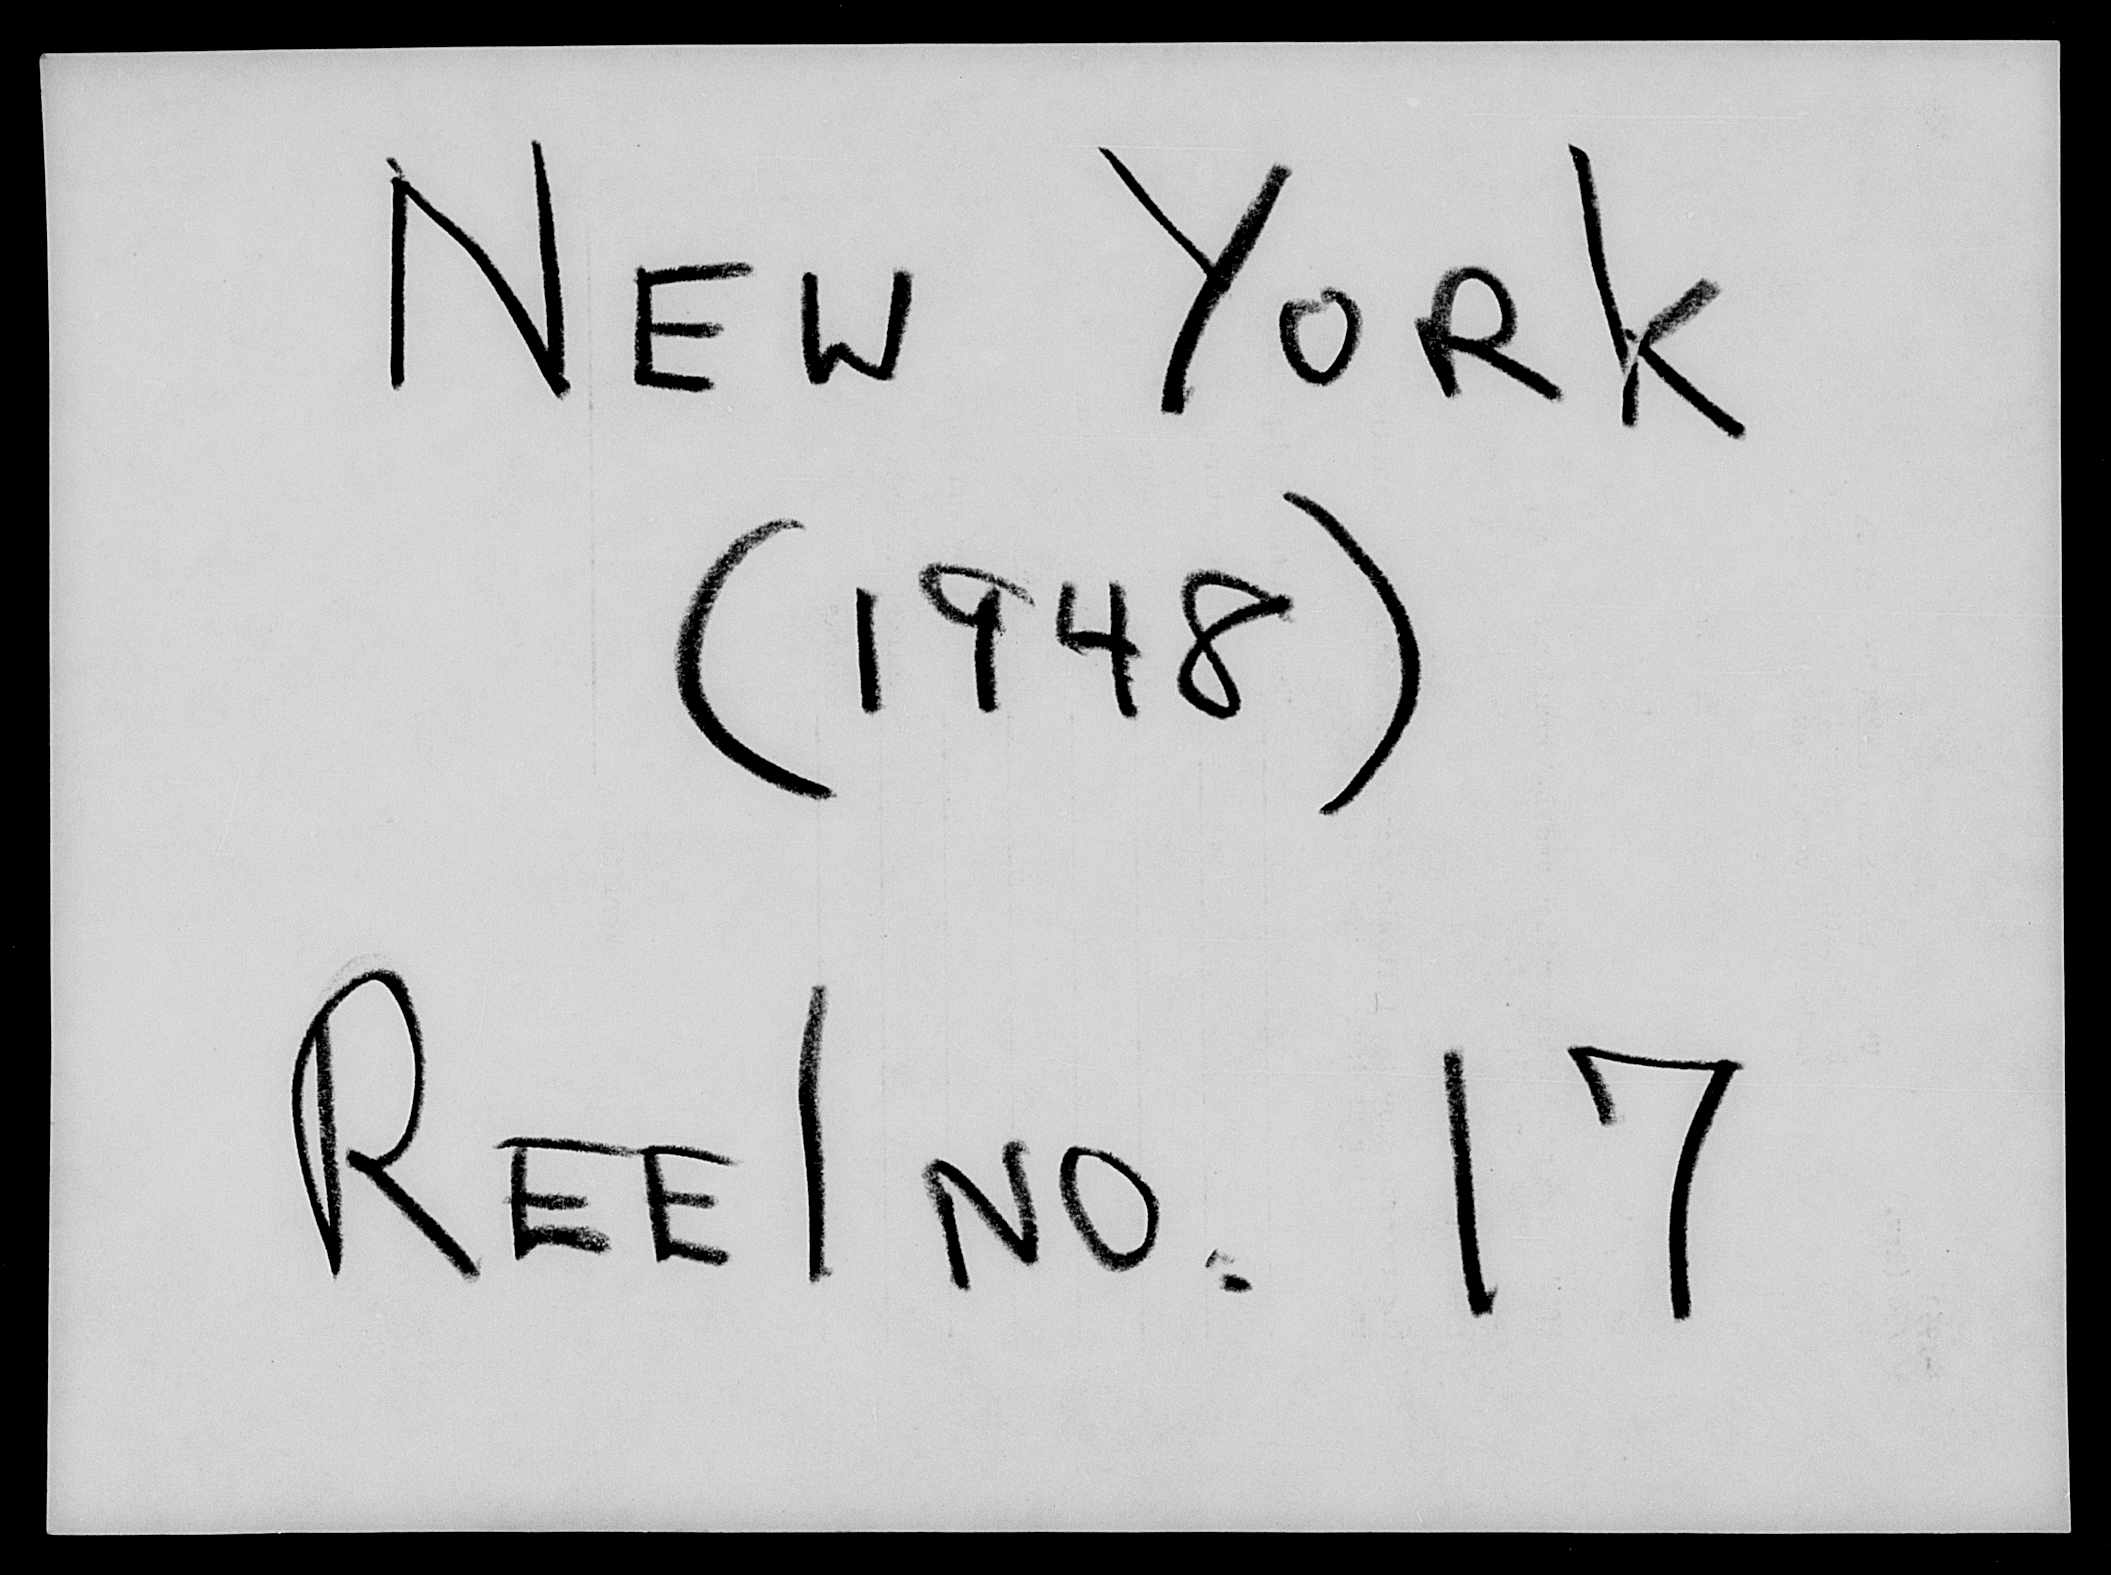 NEW YORK
(1948)
REEL NO. 17